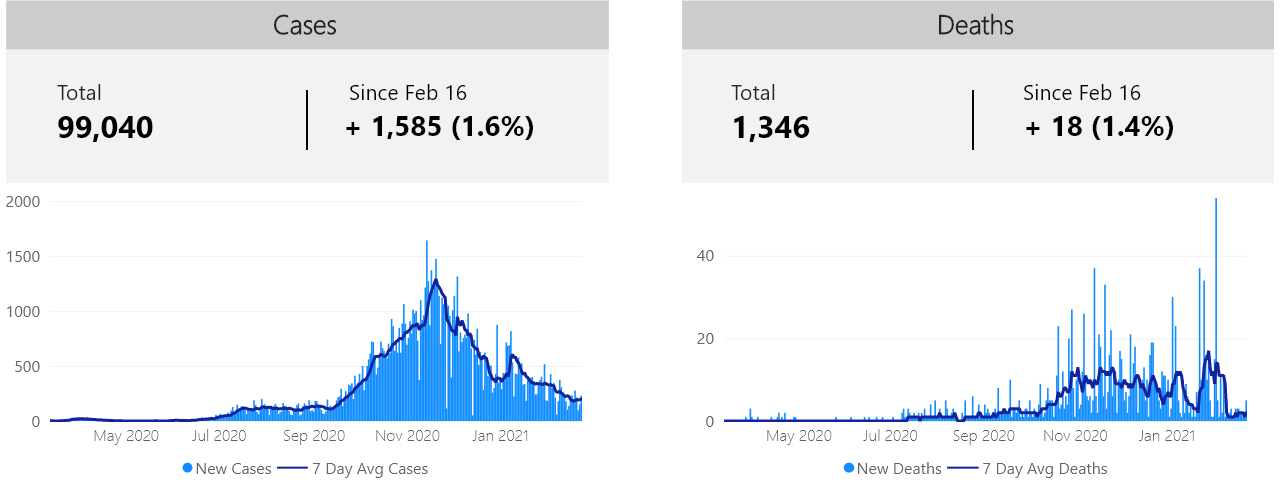 Cases
Total
Since Feb 16
99,040
+ 1,585 (1.6%)
2000
1500
1000
500
0
May 2020 Jul 2020 Sep 2020 Nov 2020 Jan 2021
New Cases 7 Day Avg Cases
Deaths
Total
Since Feb 16
1,346
+ 18 (1.4%)
40
20
0
May 2020 Jul 2020 Sep 2020 Nov 2020 Jan 2021
New Deaths 7 Day Avg Deaths